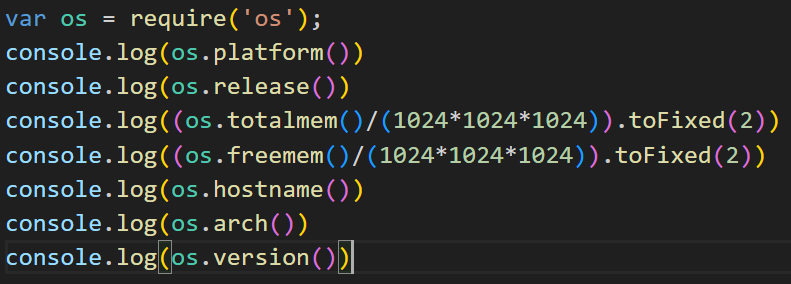 var os = require('os');
console.log(os.platform())
console.log(os.release())
console.log((os.totalmem()/(1024*1024*1024)).toFixed(2))
console.log((os.freemem()/(1024*1024*1024)).toFixed(2))
console.log(os.hostname())
console.log(os.arch())
console.log(os.version())